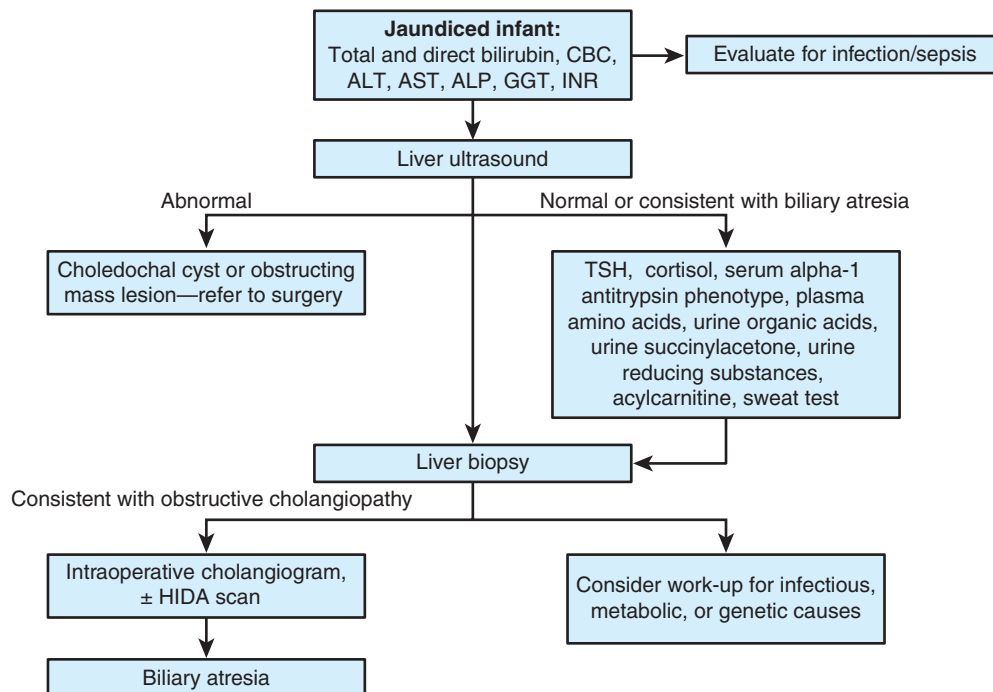 Jaundiced infant:
Total and direct bilirubin, CBC,
ALT, AST, ALP, GGT, INR
Evaluate for infection/sepsis
Liver ultrasound
Abnormal
Normal or consistent with biliary atresia
Choledochal cyst or obstructing
mass lesion—refer to surgery
TSH, cortisol, serum alpha-1
antitrypsin phenotype, plasma
amino acids, urine organic acids,
urine succinylacetone, urine
reducing substances,
acylcarnitine, sweat test
Liver biopsy
Consistent with obstructive cholangiopathy
Intraoperative cholangiogram,
± HIDA scan
Consider work-up for infectious,
metabolic, or genetic causes
Biliary atresia